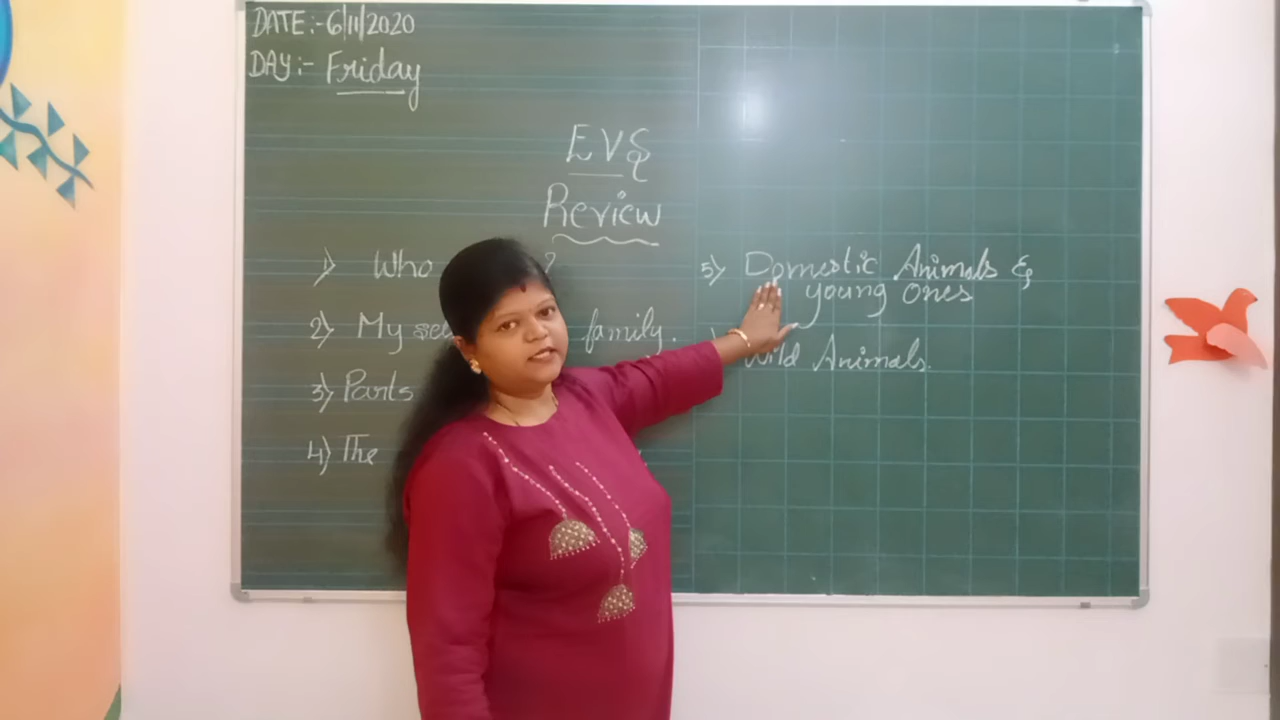 DATE:- 6/11/2020
DAY:- Friday
EVS
Review
1) Who ?
2) My family.
3) Parts
4) The
5) Domestic Animals &
young ones
Wild Animals.